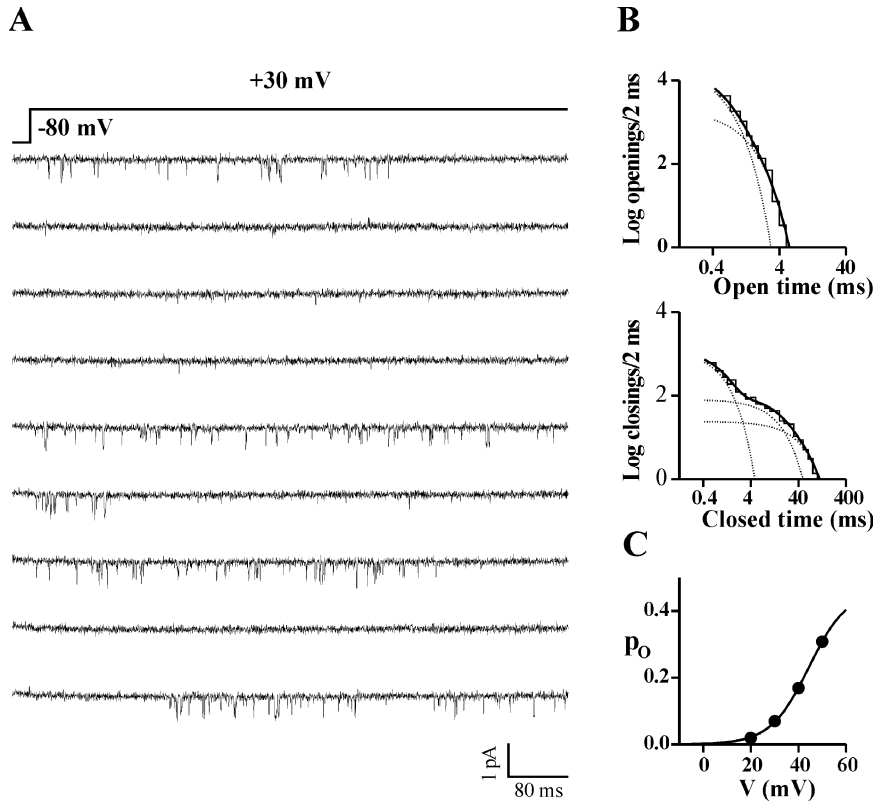 A
+30 mV
-80 mV
1 pA
80 ms
B
Log openings/2 ms
4
2
0
0.4 4 40
Open time (ms)
Log closings/2 ms
4
2
0
0.4 4 40 400
Closed time (ms)
C
pO
0.4
0.2
0.0
0 20 40 60
V (mV)